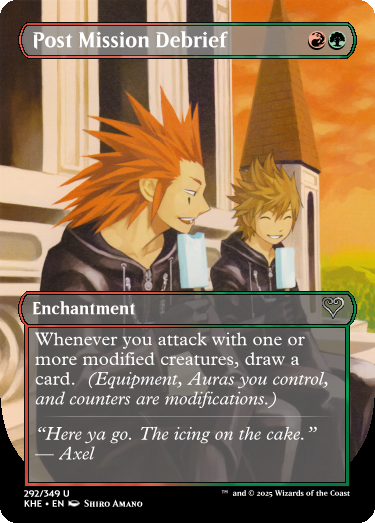 Post Mission Debrief
Enchantment
Whenever you attack with one or
more modified creatures, draw a
card. (Equipment, Auras you control,
and counters are modifications.)
“Here ya go. The icing on the cake.”
— Axel
292/349 U
KHE • EN Shiro Amano
™ and © 2025 Wizards of the Coast